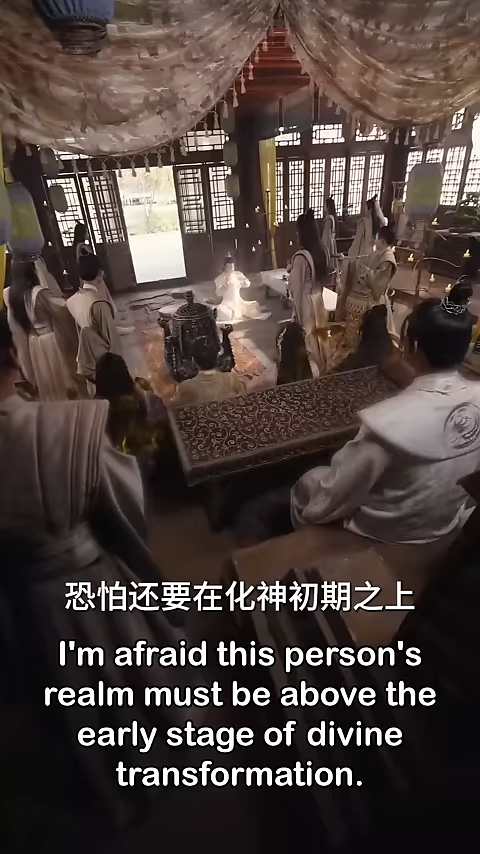 恐怕还要在化神初期之上
I'm afraid this person's
realm must be above the
early stage of divine
transformation.